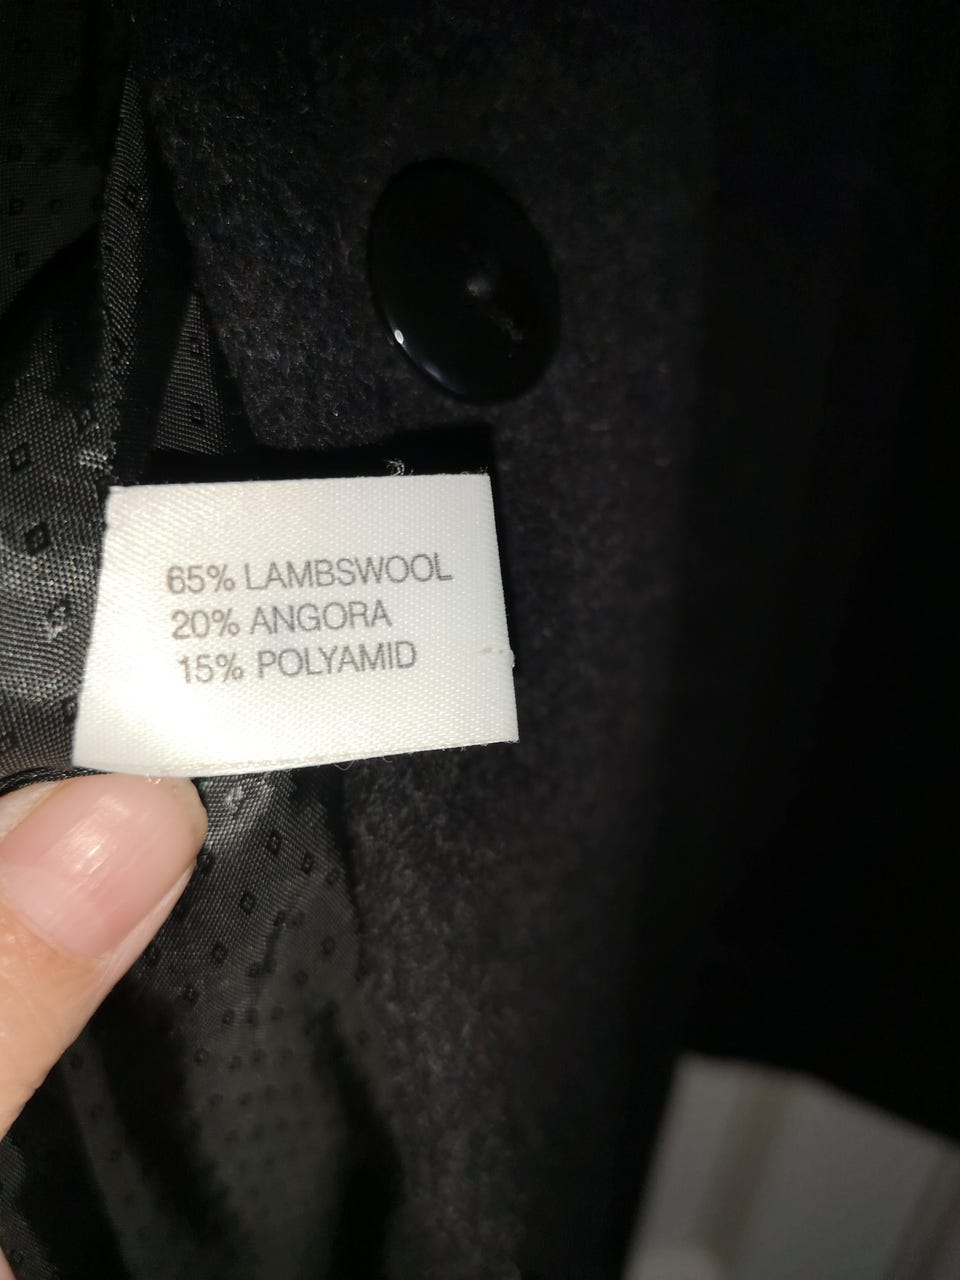 65% LAMBSWOOL
20% ANGORA
15% POLYAMID